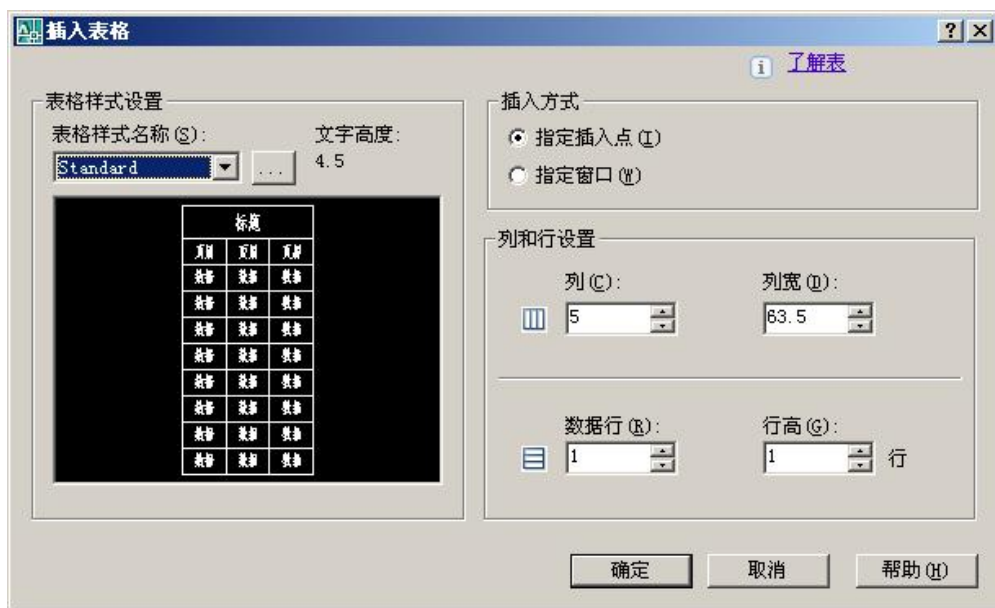 插入表格
了解表
表格样式设置
表格样式名称(S):
文字高度:
Standard
...
4.5
标题
插入方式
指定插入点(I)
指定窗口(W)
列和行设置
列(C):
列宽(D):
5
63.5
数据行(R):
行高(G):
1
1
行
确定
取消
帮助(H)